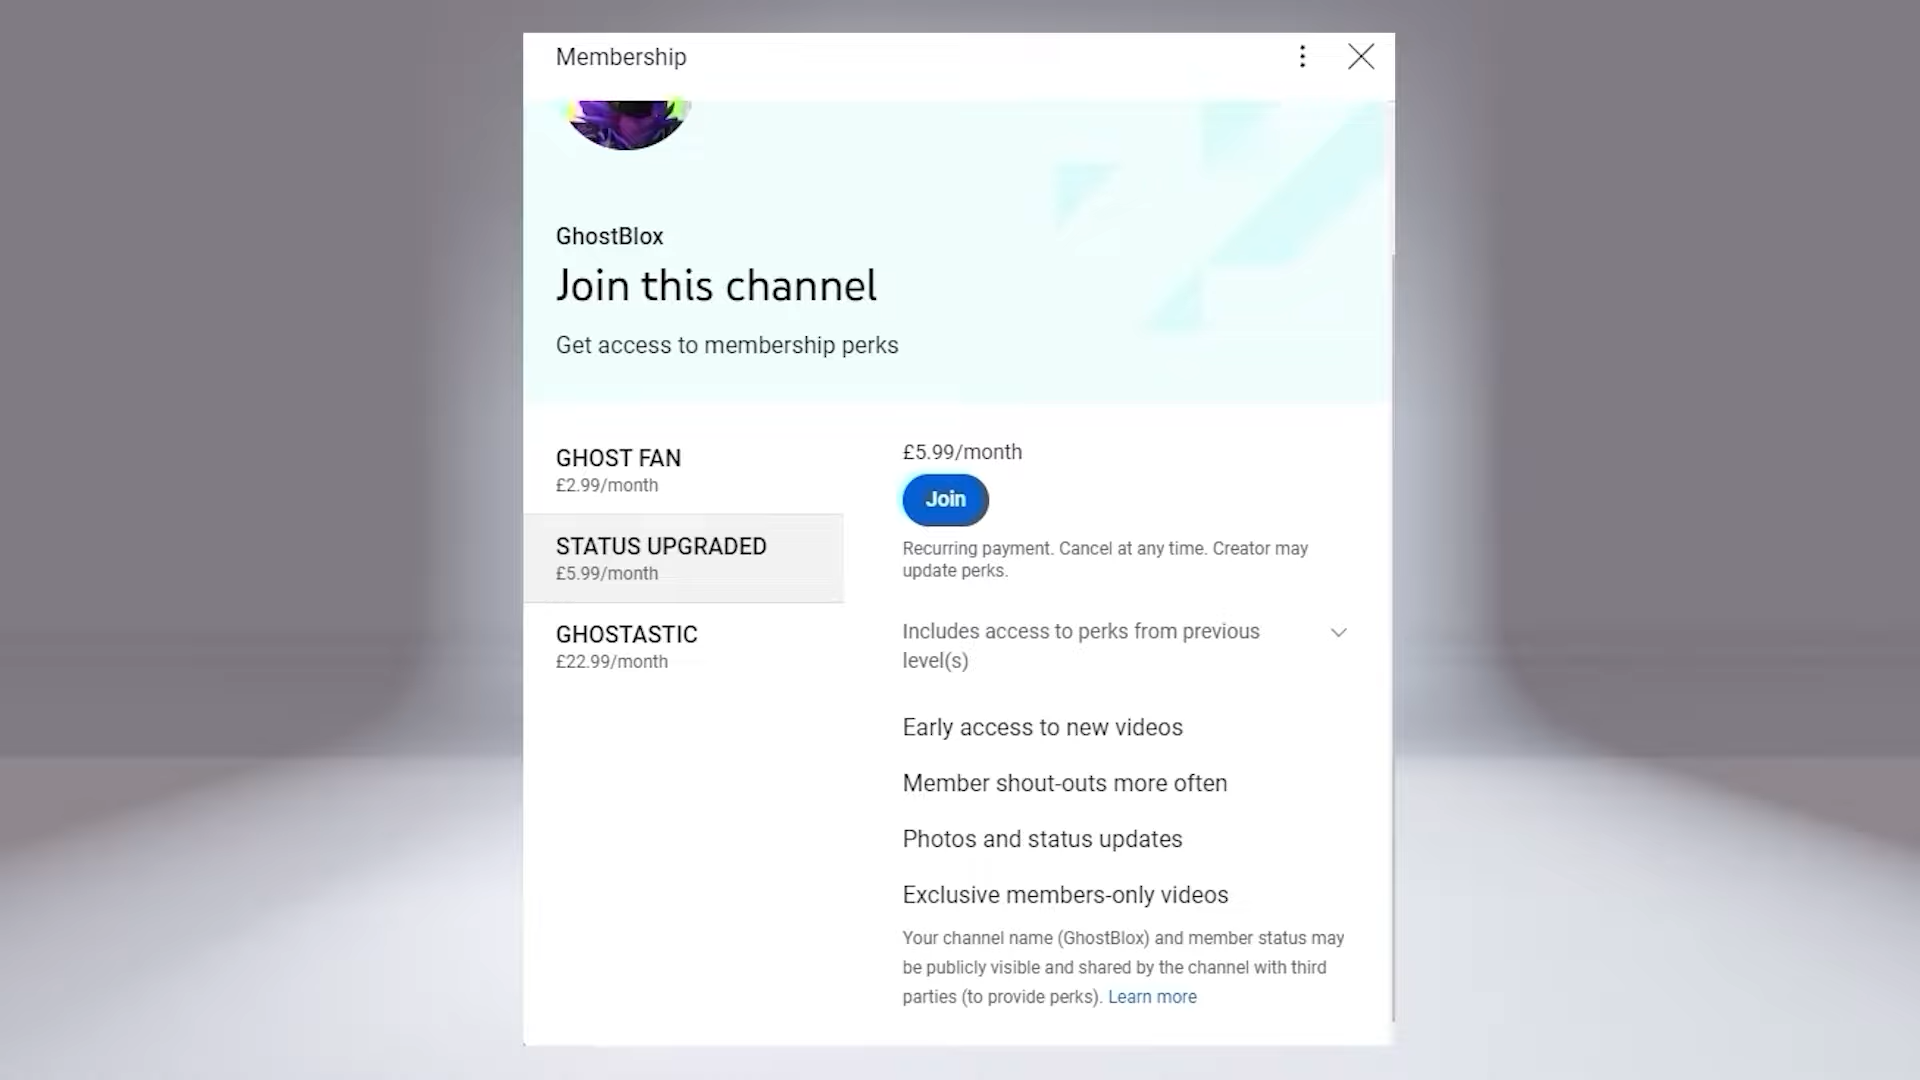 Membership
GhostBlox
Join this channel
Get access to membership perks
GHOST FAN
£2.99/month
STATUS UPGRADED
£5.99/month
GHOSTASTIC
£22.99/month
£5.99/month
Join
Recurring payment. Cancel at any time. Creator may
update perks.
Includes access to perks from previous
level(s)
Early access to new videos
Member shout-outs more often
Photos and status updates
Exclusive members-only videos
Your channel name (GhostBlox) and member status may
be publicly visible and shared by the channel with third
parties (to provide perks). Learn more